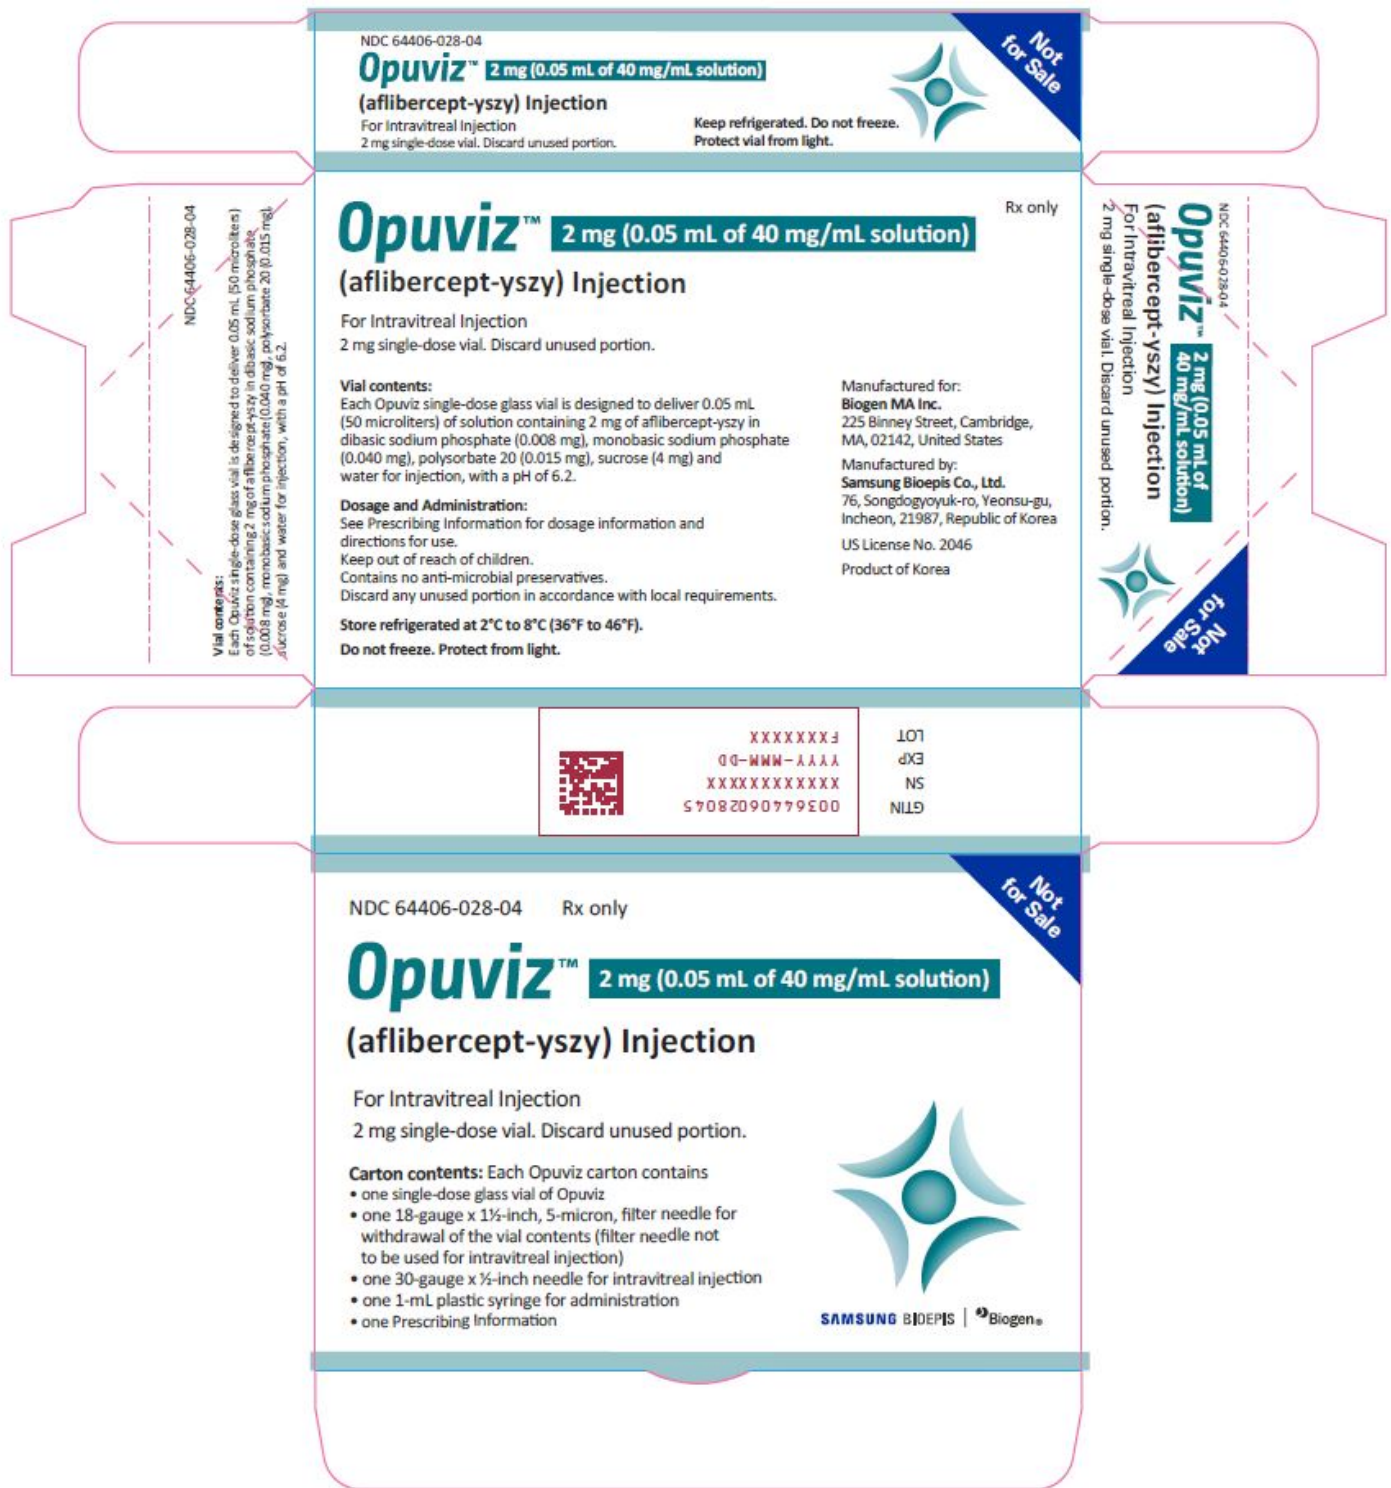 NDC 64406-028-04
Opuviz™ 2 mg (0.05 mL of 40 mg/mL solution)
(aflibercept-yszy) Injection
For Intravitreal Injection
2 mg single-dose vial. Discard unused portion.
Keep refrigerated. Do not freeze.
Protect vial from light.
Not
for Sale
NDC 64406-028-04
Vial contents:
Each Opuviz single-dose glass vial is designed to deliver 0.05 mL (50 microliters)
of solution containing 2 mg of aflibercept-yszy in dibasic sodium phosphate
(0.008 mg), monobasic sodium phosphate (0.040 mg), polysorbate 20 (0.015 mg),
sucrose (4 mg) and water for injection, with a pH of 6.2.
Opuviz™ 2 mg (0.05 mL of 40 mg/mL solution)
Rx only
(aflibercept-yszy) Injection
For Intravitreal Injection
2 mg single-dose vial. Discard unused portion.
Vial contents:
Each Opuviz single-dose glass vial is designed to deliver 0.05 mL
(50 microliters) of solution containing 2 mg of aflibercept-yszy in
dibasic sodium phosphate (0.008 mg), monobasic sodium phosphate
(0.040 mg), polysorbate 20 (0.015 mg), sucrose (4 mg) and
water for injection, with a pH of 6.2.
Dosage and Administration:
See Prescribing Information for dosage information and
directions for use.
Keep out of reach of children.
Contains no anti-microbial preservatives.
Discard any unused portion in accordance with local requirements.
Store refrigerated at 2°C to 8°C (36°F to 46°F).
Do not freeze. Protect from light.
Manufactured for:
Biogen MA Inc.
225 Binney Street, Cambridge,
MA, 02142, United States
Manufactured by:
Samsung Bioepis Co., Ltd.
76, Songdogyoyuk-ro, Yeonsu-gu,
Incheon, 21987, Republic of Korea
US License No. 2046
Product of Korea
NDC 64406-028-04
Opuviz™ 2 mg (0.05 mL of
40 mg/mL solution)
(aflibercept-yszy) Injection
For Intravitreal Injection
2 mg single-dose vial. Discard unused portion.
Not
for Sale
GTIN 00364406028045
SN XXXXXXXXXXXX
EXP YYYY-MMM-DD
LOT FXXXXXX
NDC 64406-028-04 Rx only
Not
for Sale
Opuviz™ 2 mg (0.05 mL of 40 mg/mL solution)
(aflibercept-yszy) Injection
For Intravitreal Injection
2 mg single-dose vial. Discard unused portion.
Carton contents: Each Opuviz carton contains
• one single-dose glass vial of Opuviz
• one 18-gauge x 1½-inch, 5-micron, filter needle for
withdrawal of the vial contents (filter needle not
to be used for intravitreal injection)
• one 30-gauge x ½-inch needle for intravitreal injection
• one 1-mL plastic syringe for administration
• one Prescribing Information
SAMSUNG BIOEPIS | Biogen®